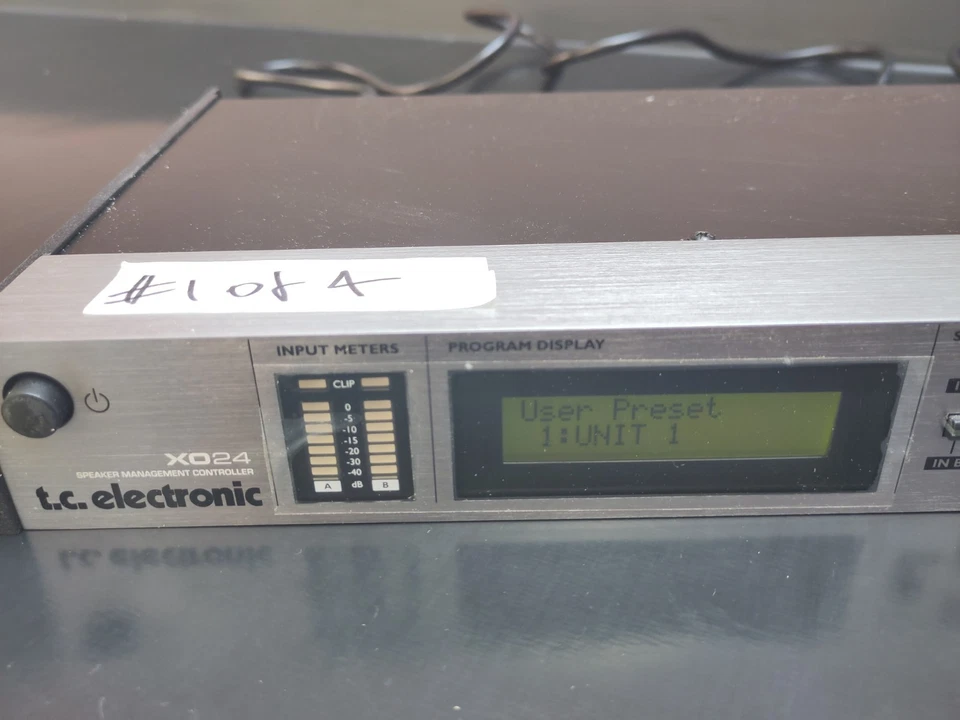 #1 of 4
INPUT METERS
PROGRAM DISPLAY
CLIP
0
-5
-10
-15
-20
-30
-40
A dB B
User Preset
1:UNIT 1
XO24
SPEAKER MANAGEMENT CONTROLLER
t.c. electronic